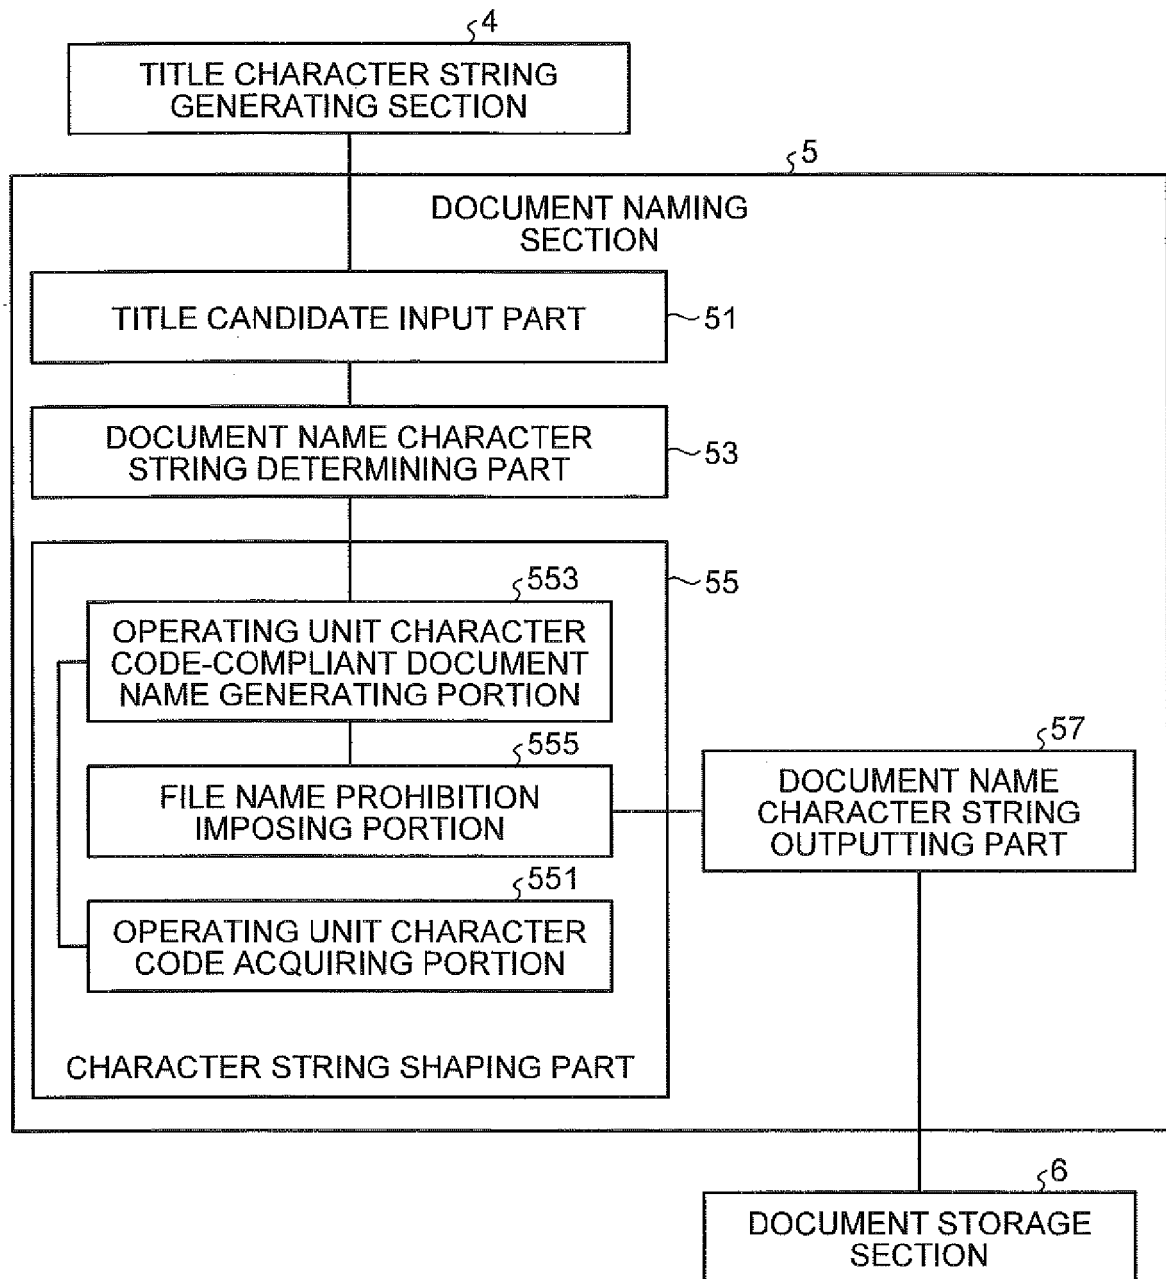 4
TITLE CHARACTER STRING
GENERATING SECTION
5
DOCUMENT NAMING
SECTION
TITLE CANDIDATE INPUT PART
51
DOCUMENT NAME CHARACTER
STRING DETERMINING PART
53
55
553
OPERATING UNIT CHARACTER
CODE-COMPLIANT DOCUMENT
NAME GENERATING PORTION
555
FILE NAME PROHIBITION
IMPOSING PORTION
57
DOCUMENT NAME
CHARACTER STRING
OUTPUTTING PART
551
OPERATING UNIT CHARACTER
CODE ACQUIRING PORTION
CHARACTER STRING SHAPING PART
6
DOCUMENT STORAGE
SECTION